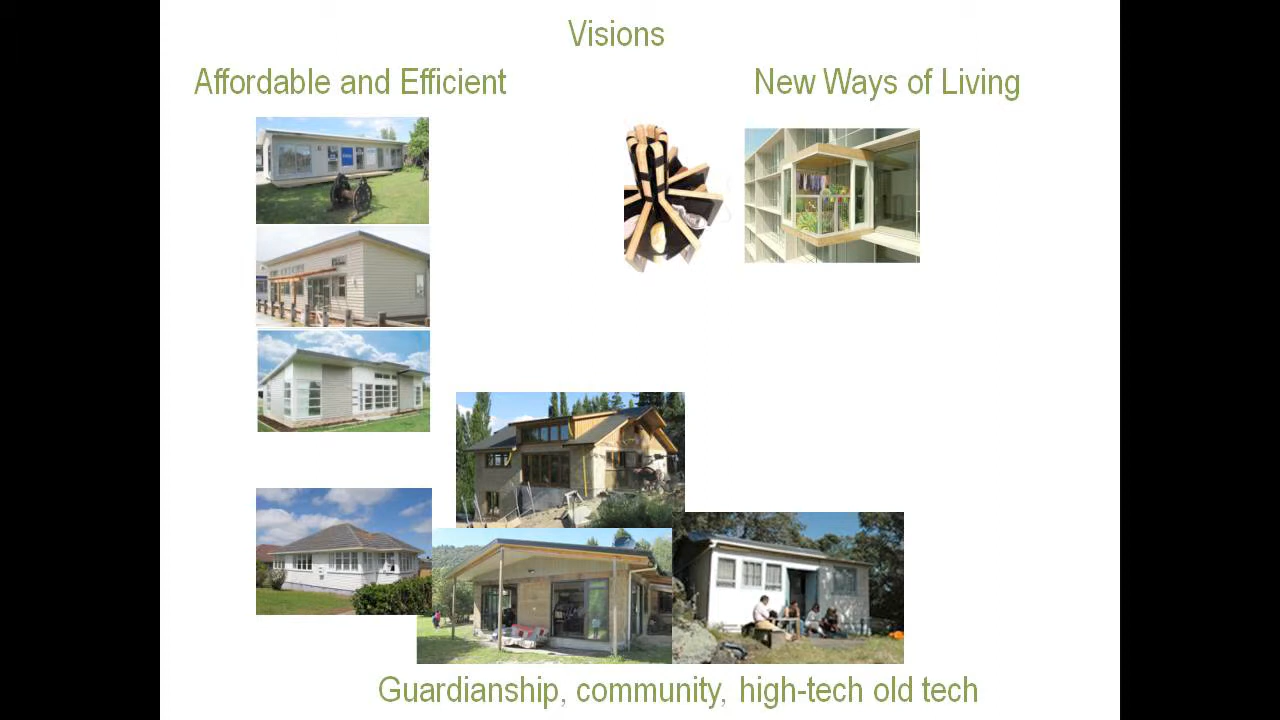 Visions
Affordable and Efficient
New Ways of Living
Guardianship, community, high-tech old tech